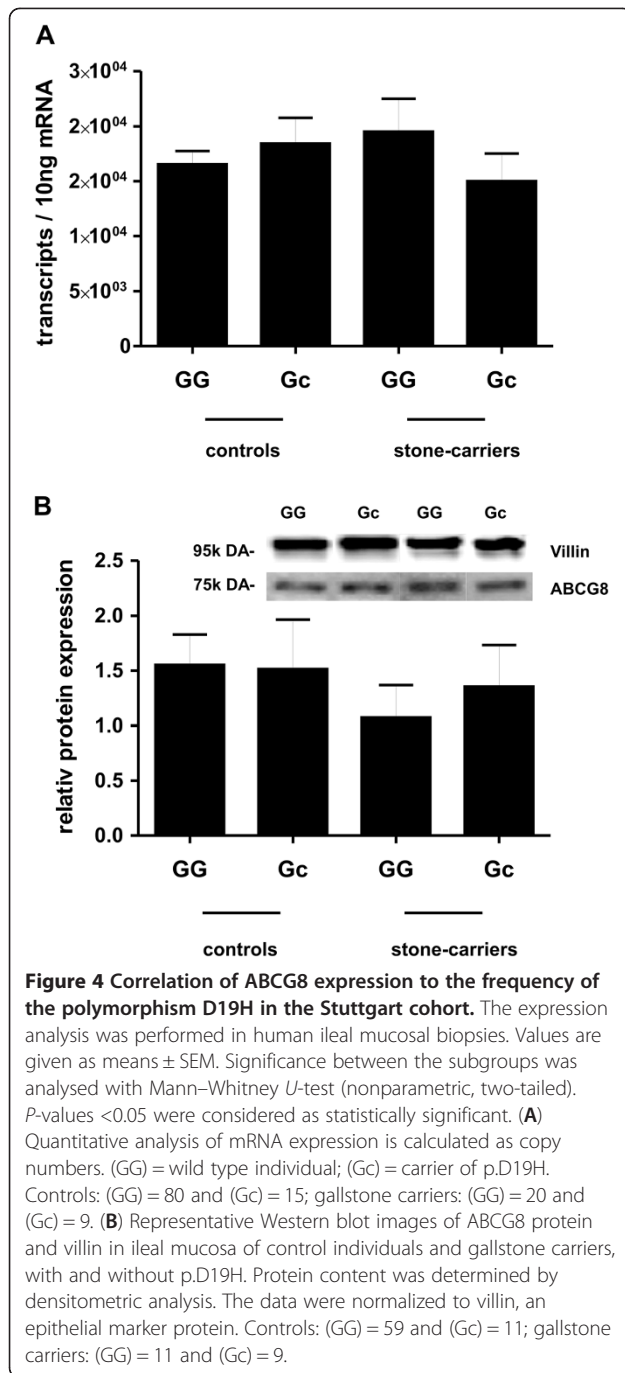 A
transcripts / 10ng mRNA
3×10⁰⁴
2×10⁰⁴
2×10⁰⁴
1×10⁰⁴
5×10⁰³
0
GG Gc GG Gc
controls stone-carriers
B
relativ protein expression
GG Gc GG Gc
95k DA- Villin
75k DA- ABCG8
2.5
2.0
1.5
1.0
0.5
0.0
GG Gc GG Gc
controls stone-carriers
Figure 4 Correlation of ABCG8 expression to the frequency of
the polymorphism D19H in the Stuttgart cohort. The expression
analysis was performed in human ileal mucosal biopsies. Values are
given as means ± SEM. Significance between the subgroups was
analysed with Mann–Whitney U-test (nonparametric, two-tailed).
P-values <0.05 were considered as statistically significant. (A)
Quantitative analysis of mRNA expression is calculated as copy
numbers. (GG) = wild type individual; (Gc) = carrier of p.D19H.
Controls: (GG) = 80 and (Gc) = 15; gallstone carriers: (GG) = 20 and
(Gc) = 9. (B) Representative Western blot images of ABCG8 protein
and villin in ileal mucosa of control individuals and gallstone carriers,
with and without p.D19H. Protein content was determined by
densitometric analysis. The data were normalized to villin, an
epithelial marker protein. Controls: (GG) = 59 and (Gc) = 11; gallstone
carriers: (GG) = 11 and (Gc) = 9.